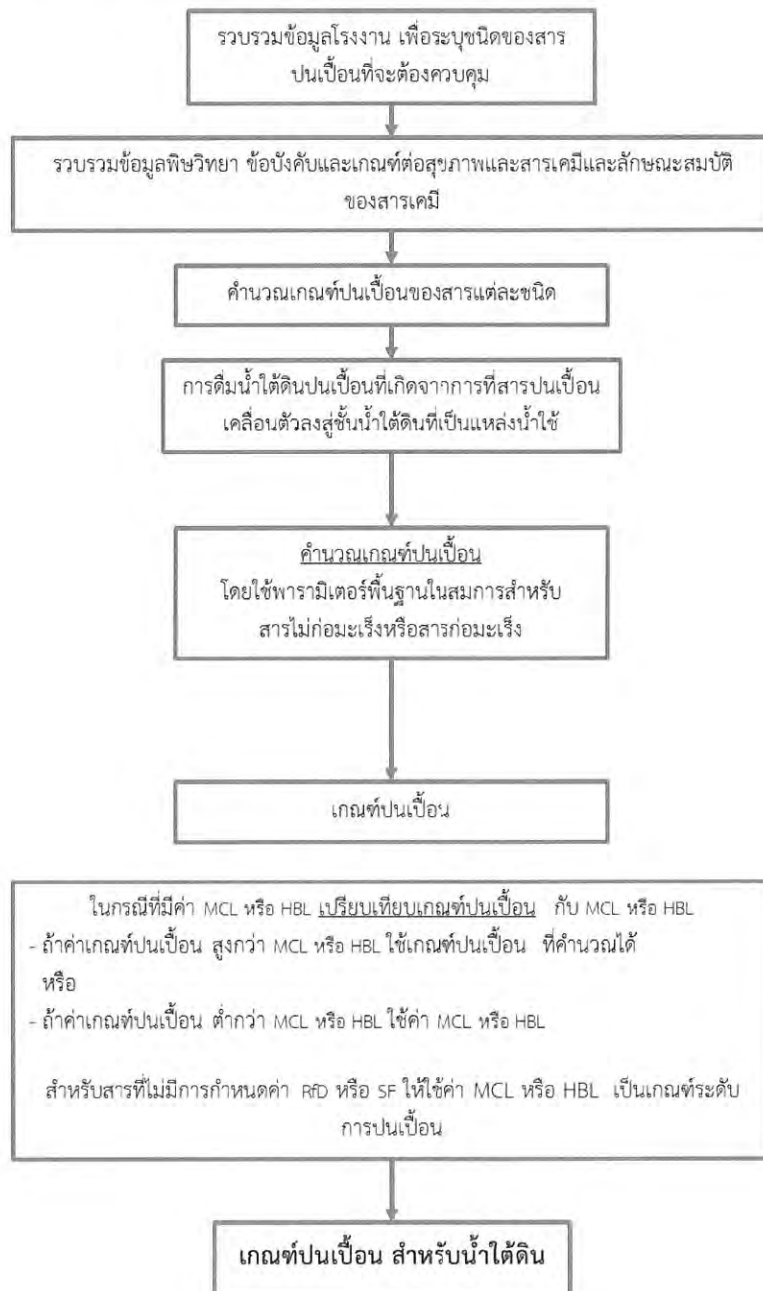 รวบรวมข้อมูลโรงงาน เพื่อระบุชนิดของสาร
ปนเปื้อนที่จะต้องควบคุม
รวบรวมข้อมูลพิษวิทยา ข้อบังคับและเกณฑ์ต่อสุขภาพและสารเคมีและลักษณะสมบัติ
ของสารเคมี
คำนวณเกณฑ์ปนเปื้อนของสารแต่ละชนิด
การดื่มน้ำใต้ดินปนเปื้อนที่เกิดจาการที่สารปนเปื้อน
เคลื่อนตัวลงสู่ชั้นน้ำใต้ดินที่เป็นแหล่งน้ำใช้
คำนวณเกณฑ์ปนเปื้อน
โดยใช้พารามิเตอร์พื้นฐานในสมการสำหรับ
สารไม่ก่อมะเร็งหรือสารก่อมะเร็ง
เกณฑ์ปนเปื้อน
ในกรณีที่มีค่า MCL หรือ HBL เปรียบเทียบเกณฑ์ปนเปื้อน กับ MCL หรือ HBL
- ถ้าค่าเกณฑ์ปนเปื้อน สูงกว่า MCL หรือ HBL ใช้เกณฑ์ปนเปื้อน ที่คำนวณได้
หรือ
- ถ้าค่าเกณฑ์ปนเปื้อน ต่ำกว่า MCL หรือ HBL ใช้ค่า MCL หรือ HBL
สำหรับสารที่ไม่มีการกำหนดค่า RfD หรือ SF ให้ใช้ค่า MCL หรือ HBL เป็นเกณฑ์ระดับ
การปนเปื้อน
เกณฑ์ปนเปื้อน สำหรับน้ำใต้ดิน